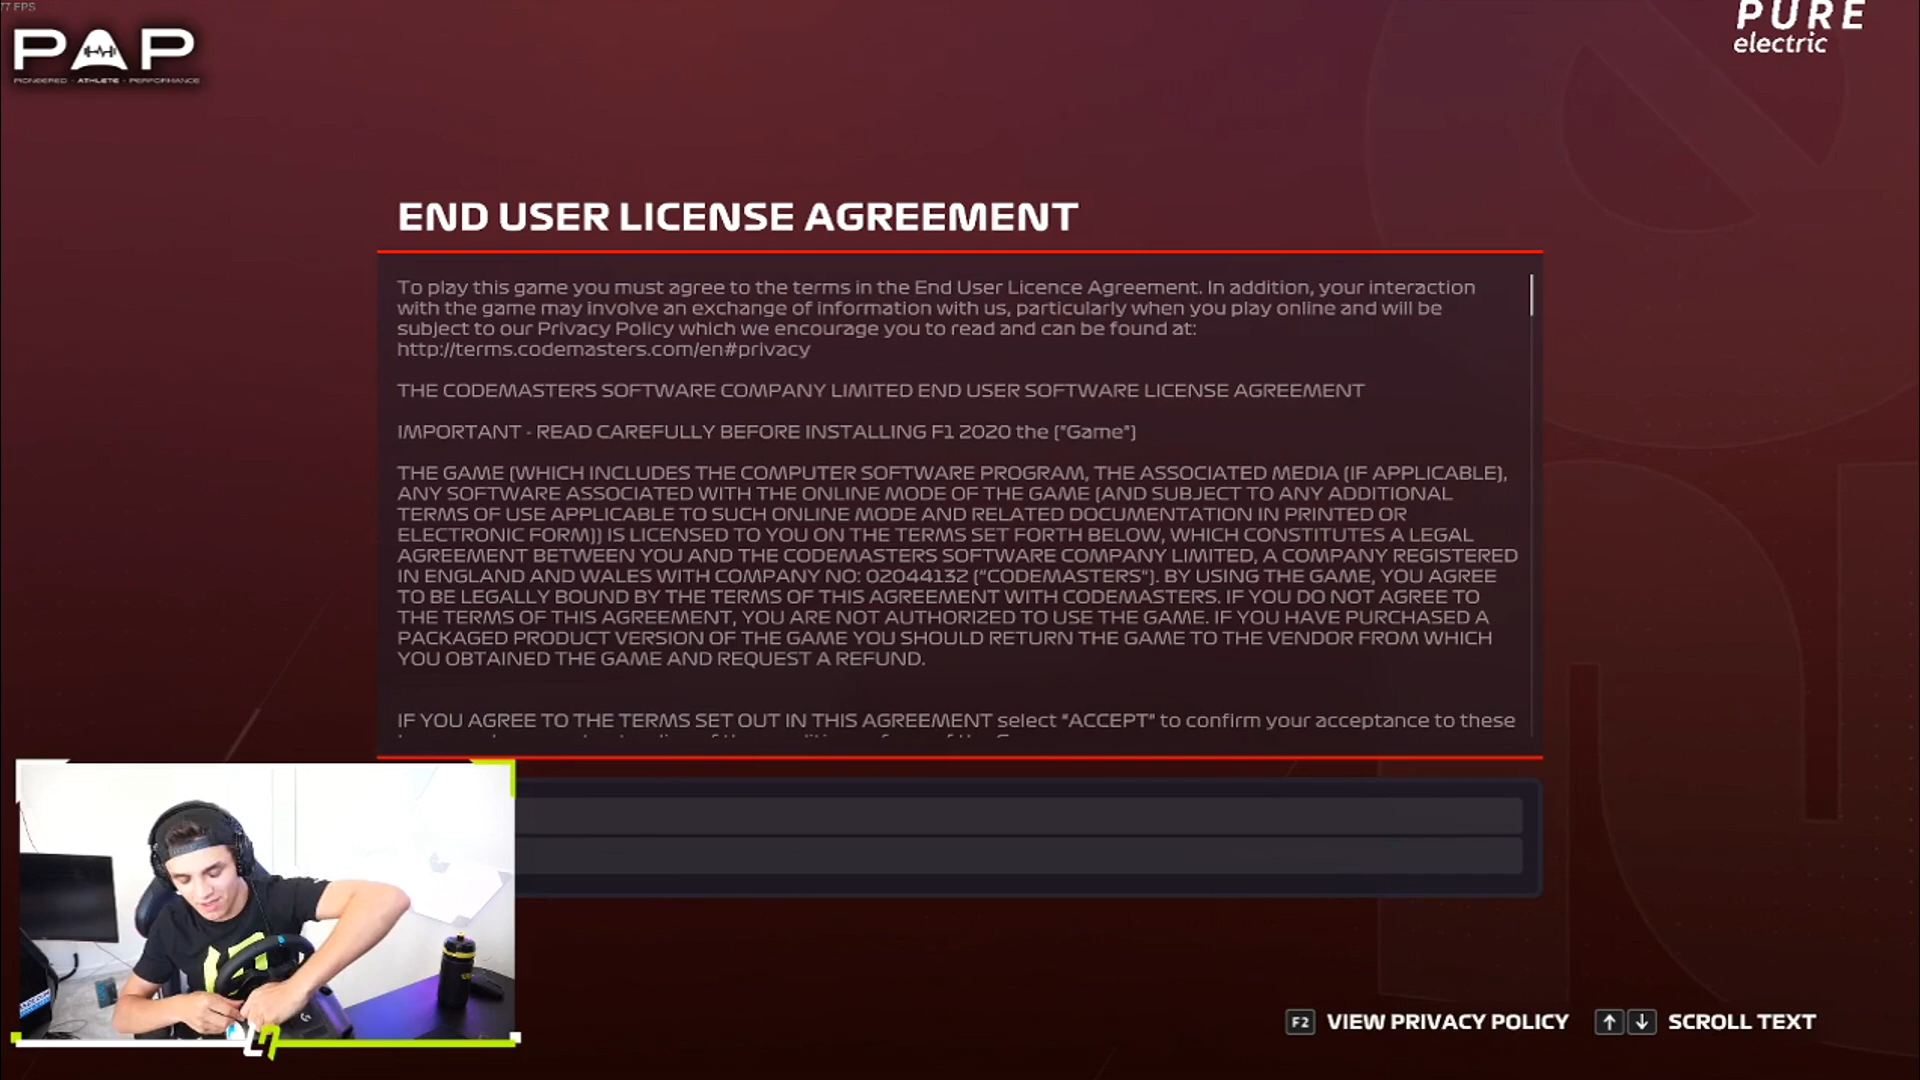 77 FPS
PAP
PIONEERED - ATHLETE - PERFORMANCE
PURE
electric
END USER LICENSE AGREEMENT
To play this game you must agree to the terms in the End User Licence Agreement. In addition, your interaction
with the game may involve an exchange of information with us, particularly when you play online and will be
subject to our Privacy Policy which we encourage you to read and can be found at:
http://terms.codemasters.com/en#privacy
THE CODEMASTERS SOFTWARE COMPANY LIMITED END USER SOFTWARE LICENSE AGREEMENT
IMPORTANT - READ CAREFULLY BEFORE INSTALLING F1 2020 the ("Game")
THE GAME (WHICH INCLUDES THE COMPUTER SOFTWARE PROGRAM, THE ASSOCIATED MEDIA (IF APPLICABLE),
ANY SOFTWARE ASSOCIATED WITH THE ONLINE MODE OF THE GAME (AND SUBJECT TO ANY ADDITIONAL
TERMS OF USE APPLICABLE TO SUCH ONLINE MODE AND RELATED DOCUMENTATION IN PRINTED OR
ELECTRONIC FORM)) IS LICENSED TO YOU ON THE TERMS SET FORTH BELOW, WHICH CONSTITUTES A LEGAL
AGREEMENT BETWEEN YOU AND THE CODEMASTERS SOFTWARE COMPANY LIMITED, A COMPANY REGISTERED
IN ENGLAND AND WALES WITH COMPANY NO: 02044132 ("CODEMASTERS"). BY USING THE GAME, YOU AGREE
TO BE LEGALLY BOUND BY THE TERMS OF THIS AGREEMENT WITH CODEMASTERS. IF YOU DO NOT AGREE TO
THE TERMS OF THIS AGREEMENT, YOU ARE NOT AUTHORIZED TO USE THE GAME. IF YOU HAVE PURCHASED A
PACKAGED PRODUCT VERSION OF THE GAME YOU SHOULD RETURN THE GAME TO THE VENDOR FROM WHICH
YOU OBTAINED THE GAME AND REQUEST A REFUND.
IF YOU AGREE TO THE TERMS SET OUT IN THIS AGREEMENT select "ACCEPT" to confirm your acceptance to these
F2 VIEW PRIVACY POLICY ↑ ↓ SCROLL TEXT